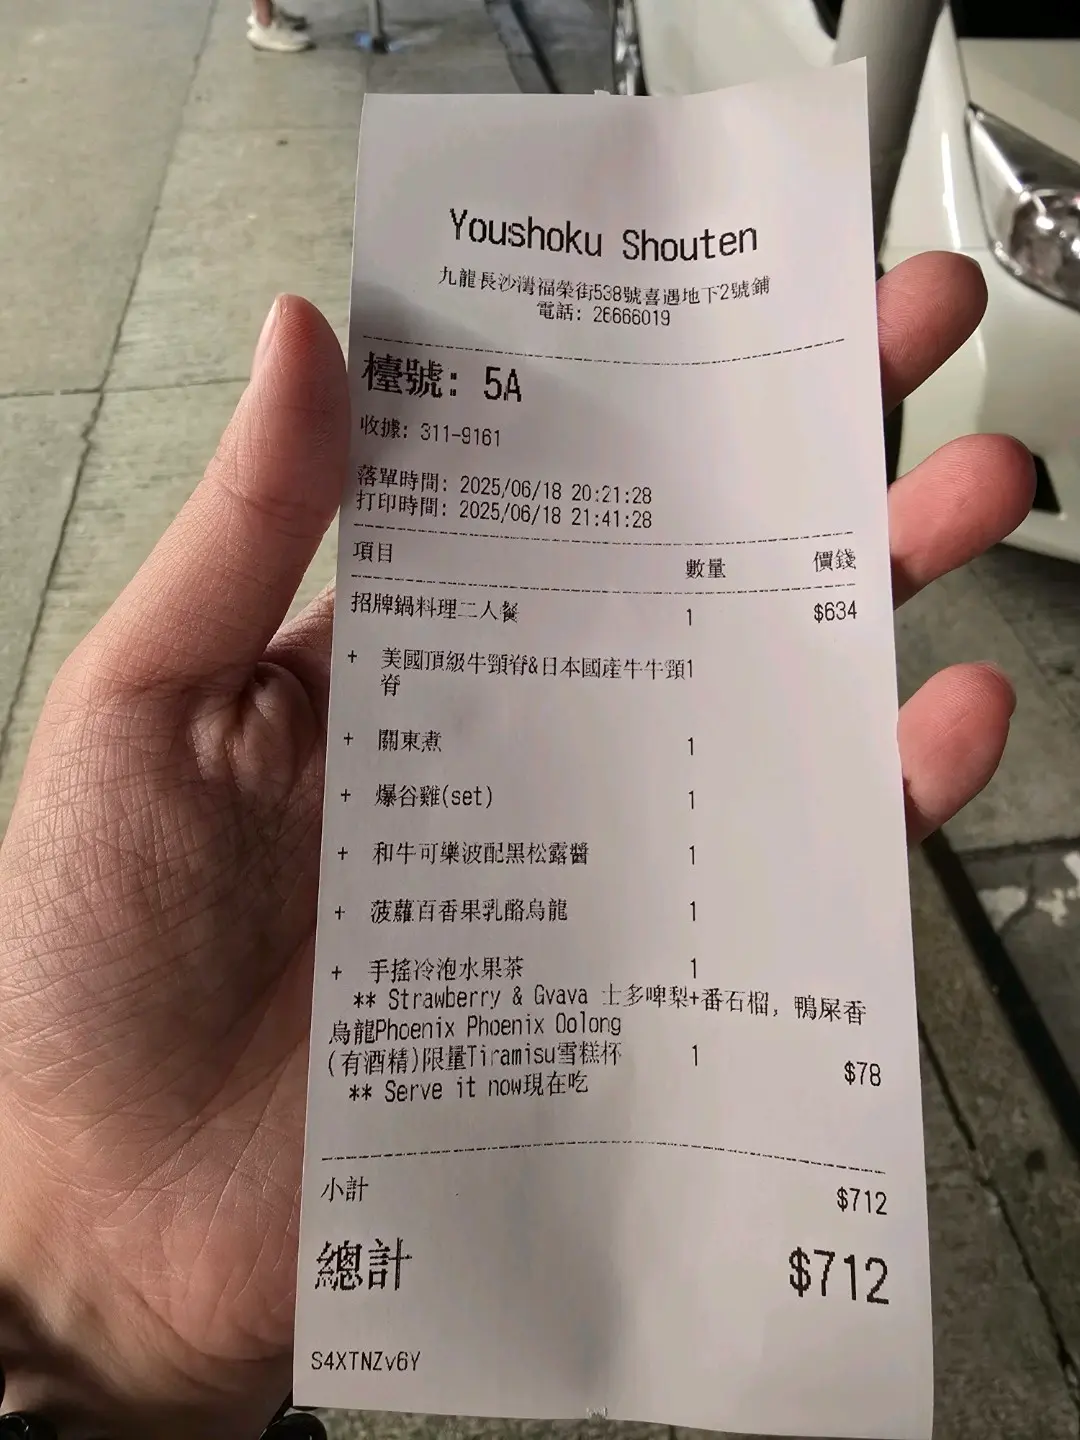 Youshoku Shouten
九龍長沙灣福榮街538號喜遇地下2號鋪
電話: 26666019
檯號: 5A
收據: 311-9161
落單時間: 2025/06/18 20:21:28
打印時間: 2025/06/18 21:41:28
項目 數量 價錢
招牌鍋料理二人餐 1 $634
+ 美國頂級牛頸脊&日本國產牛牛頸1
脊
+ 關東煮 1
+ 爆谷雞(set) 1
+ 和牛可樂波配黑松露醬 1
+ 菠蘿百香果乳酪烏龍 1
+ 手搖冷泡水果茶 1
** Strawberry & Gvava 士多啤梨+番石榴, 鴨屎香
烏龍Phoenix Phoenix Oolong
(有酒精)限量Tiramisu雪糕杯 1 $78
** Serve it now現在吃
小計 $712
總計 $712
S4XTNZv6Y